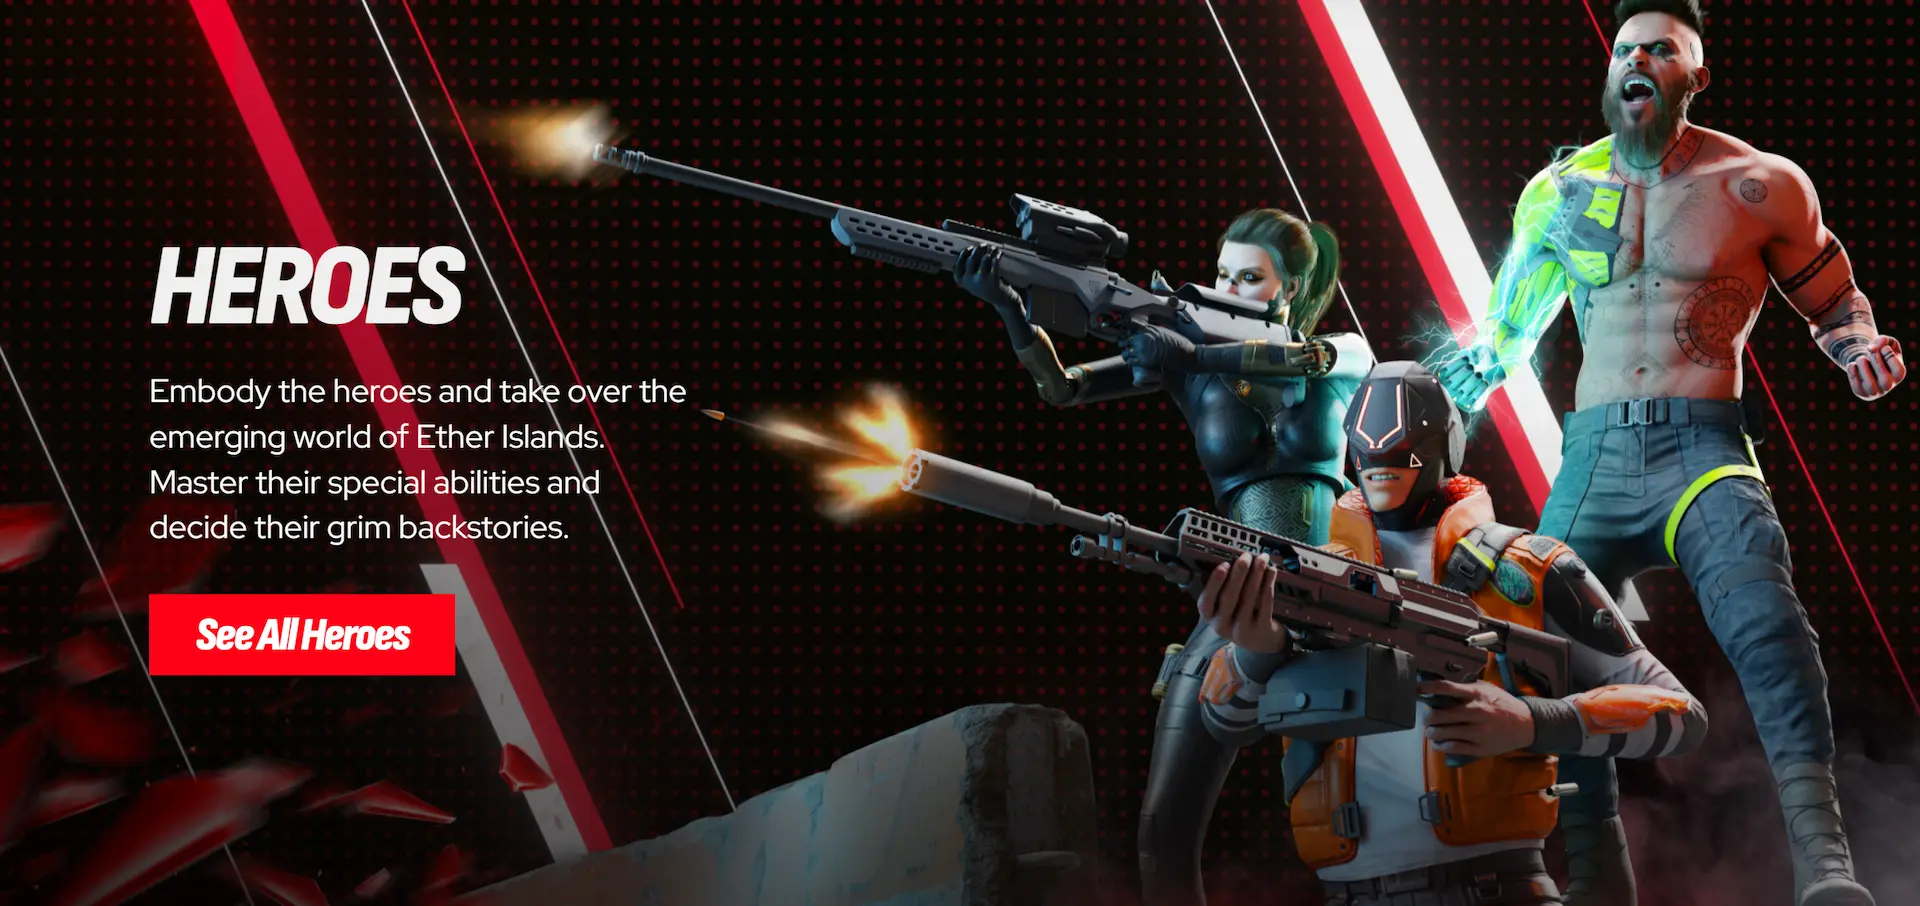 HEROES
Embody the heroes and take over the
emerging world of Ether Islands.
Master their special abilities and
decide their grim backstories.
See All Heroes